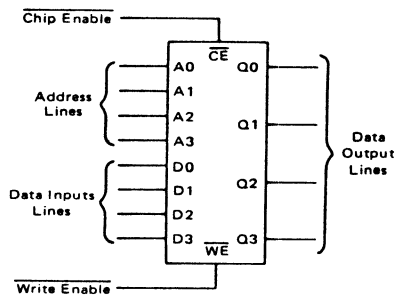 Chip Enable
CE
A0
A1
A2
A3
Address
Lines
D0
D1
D2
D3
Data Inputs
Lines
Q0
Q1
Q2
Q3
Data
Output
Lines
WE
Write Enable